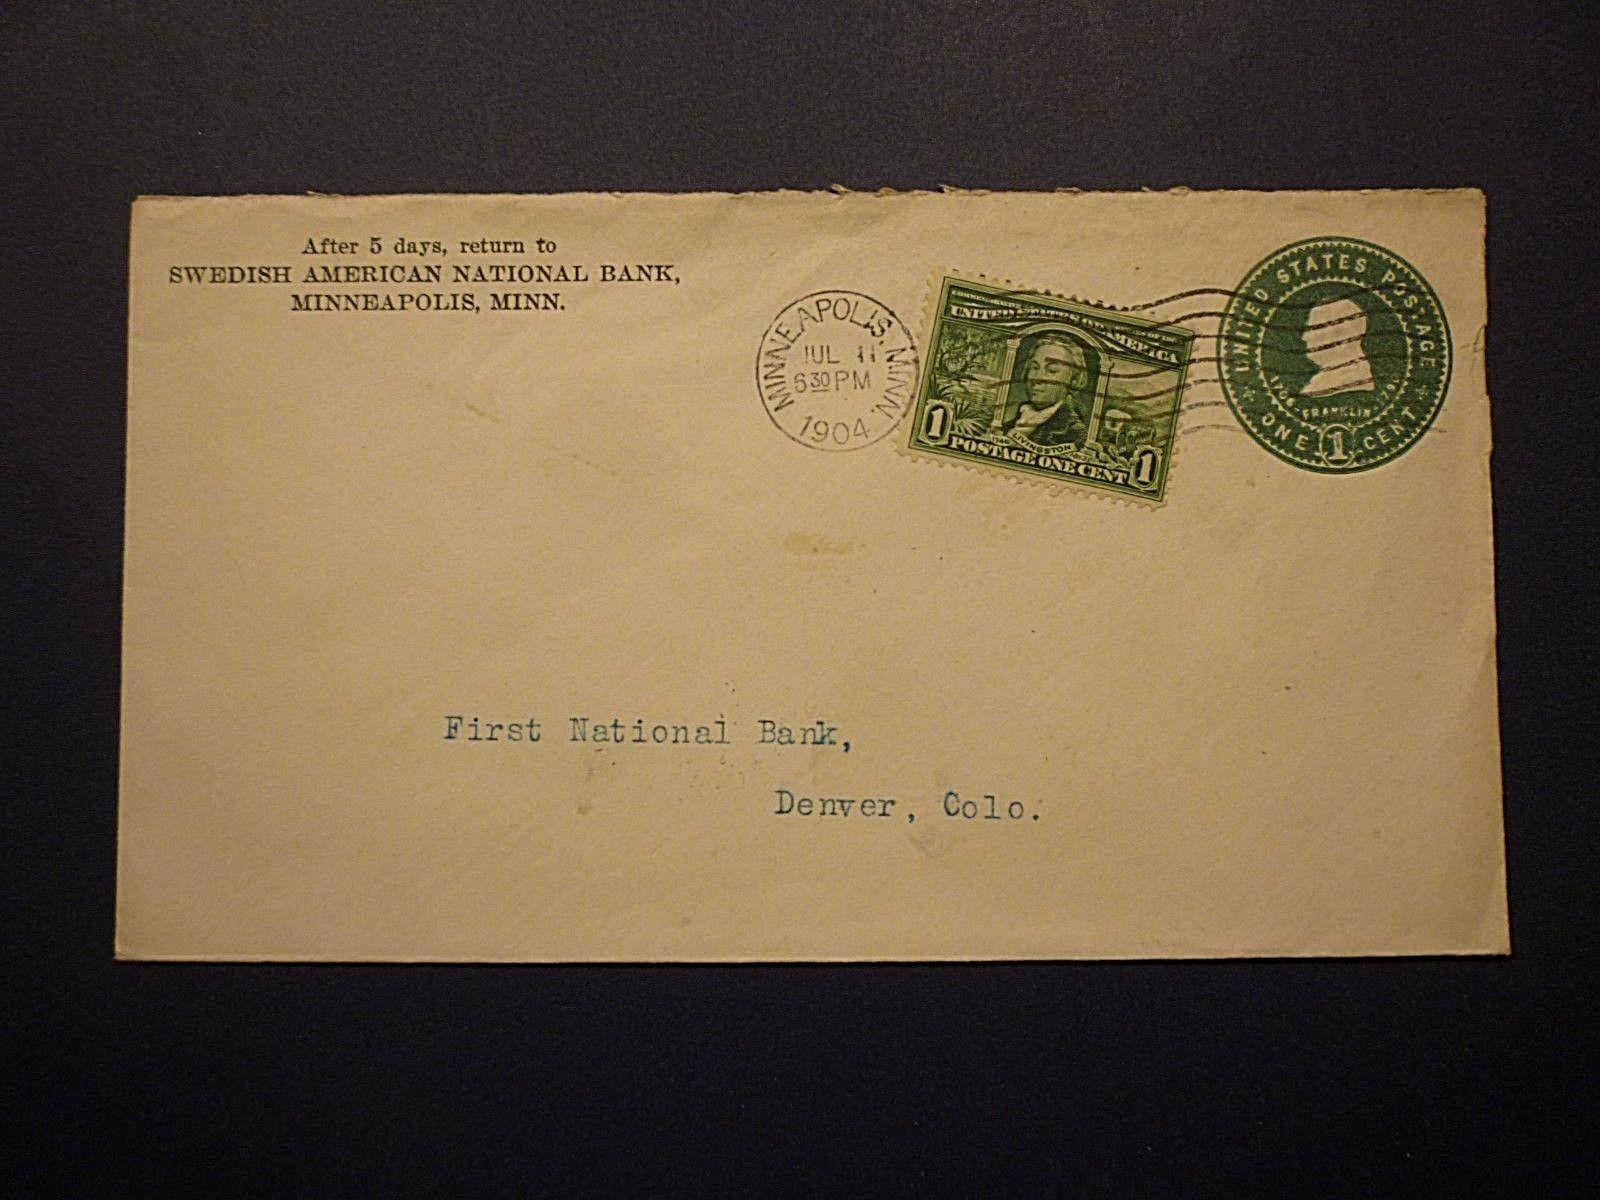 After 5 days, return to
SWEDISH AMERICAN NATIONAL BANK,
MINNEAPOLIS, MINN.
MINNEAPOLIS, MINN.
JUL 11
6 30 PM
1904
UNITED STATES OF AMERICA
LIVINGSTON
1 POSTAGE ONE CENT 1
UNITED STATES POSTAGE
FRANKLIN
ONE 1 CENT
First National Bank,
Denver, Colo.